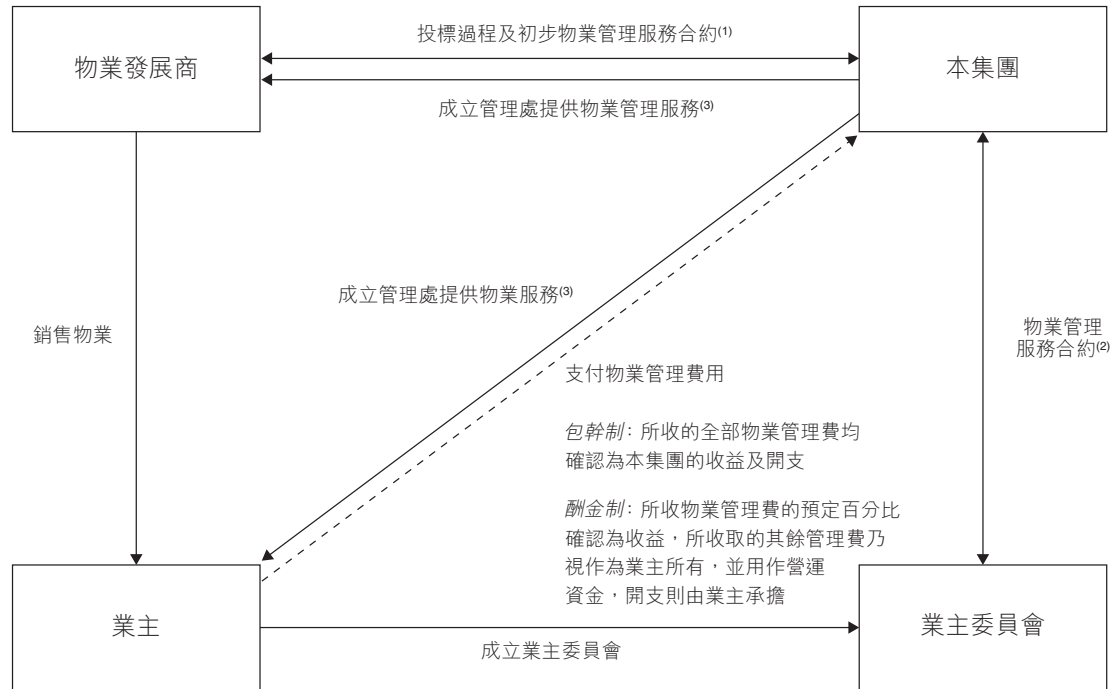 投標過程及初步物業管理服務合約(1)
物業發展商
本集團
成立管理處提供物業管理服務(3)
成立管理處提供物業服務(3)
銷售物業
物業管理
服務合約(2)
支付物業管理費用
包幹制：所收的全部物業管理費均
確認為本集團的收益及開支
酬金制：所收物業管理費的預定百分比
確認為收益，所收取的其餘管理費乃
視作為業主所有，並用作營運
資金，開支則由業主承擔
業主
業主委員會
成立業主委員會